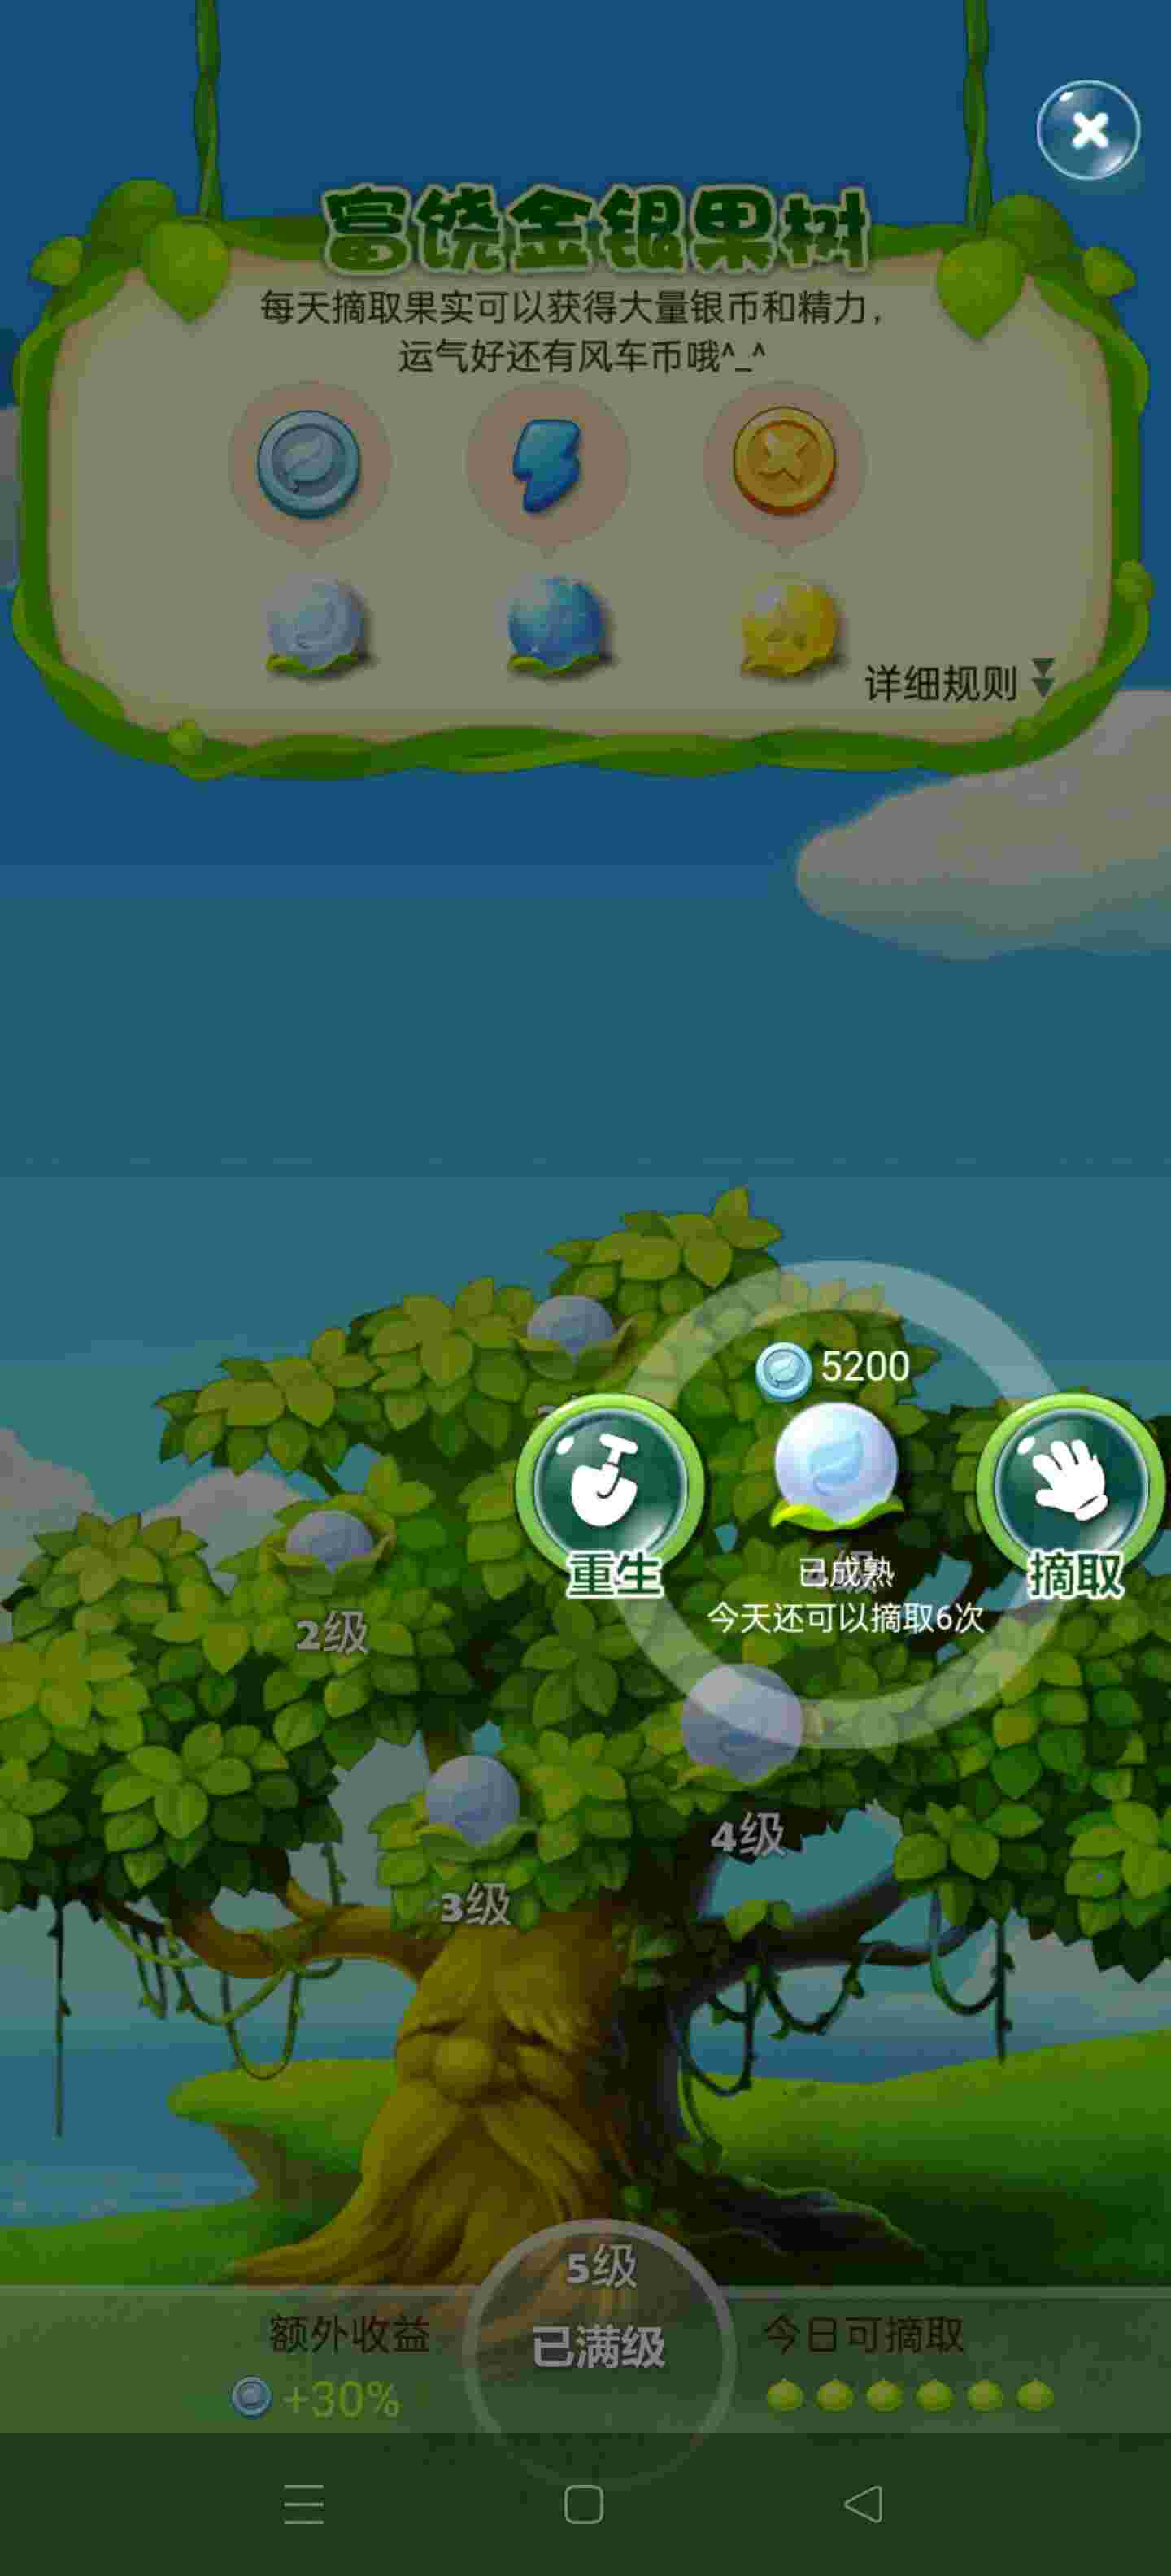 富饶金银果树
每天摘取果实可以获得大量银币和精力，
运气好还有风车币哦^_^
详细规则
5200
重生
已成熟
摘取
今天还可以摘取6次
2级
4级
3级
5级
已满级
额外收益
+30%
今日可摘取